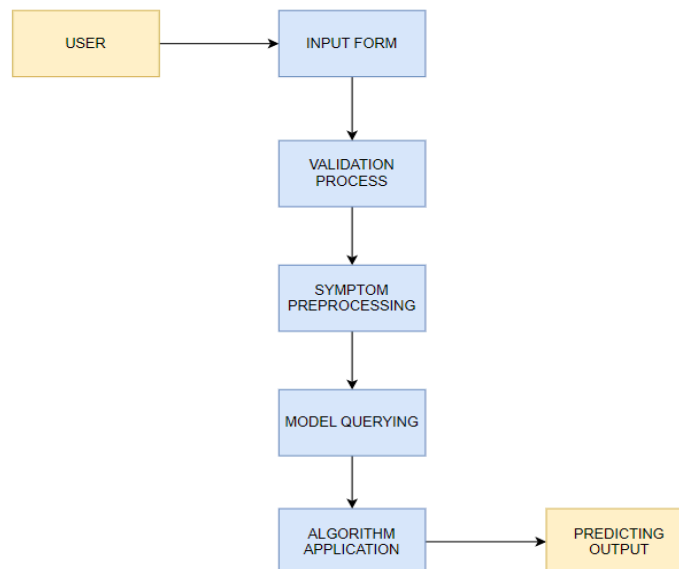 USER
INPUT FORM
VALIDATION
PROCESS
SYMPTOM
PREPROCESSING
MODEL QUERYING
ALGORITHM
APPLICATION
PREDICTING
OUTPUT